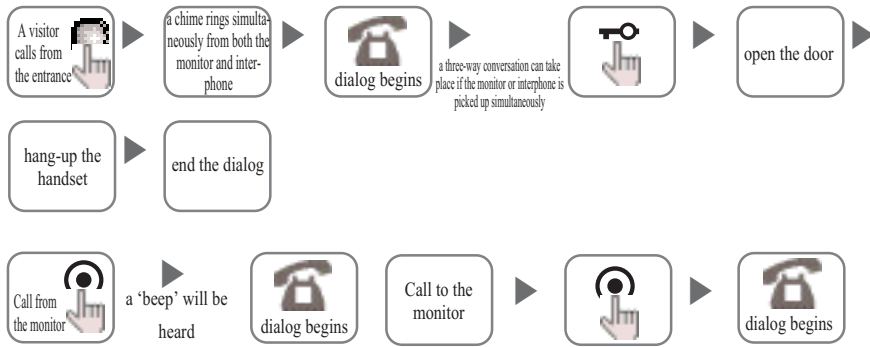 A visitor
calls from
the entrance
a chime rings simulta-
neously from both the
monitor and inter-
phone
dialog begins
a three-way conversation can take
place if the monitor or interphone is
picked up simultaneously
open the door
hang-up the
handset
end the dialog
Call from
the monitor
a ‘beep’ will be
heard
dialog begins
Call to the
monitor
dialog begins